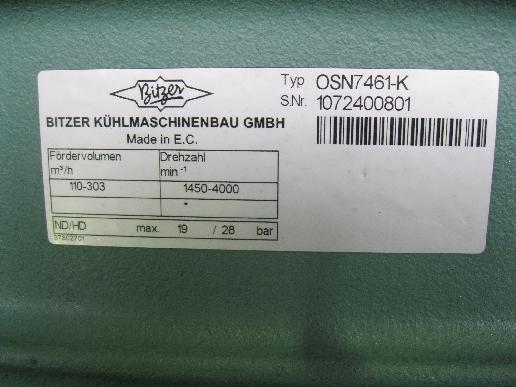 Bitzer
BITZER KÜHLMASCHINENBAU GMBH
Made in E.C.
Typ OSN7461-K
S.Nr. 1072400801
Fördervolumen Drehzahl
m³/h min⁻¹
110-303 1450-4000
ND/HD max. 19 / 28 bar
378C2701